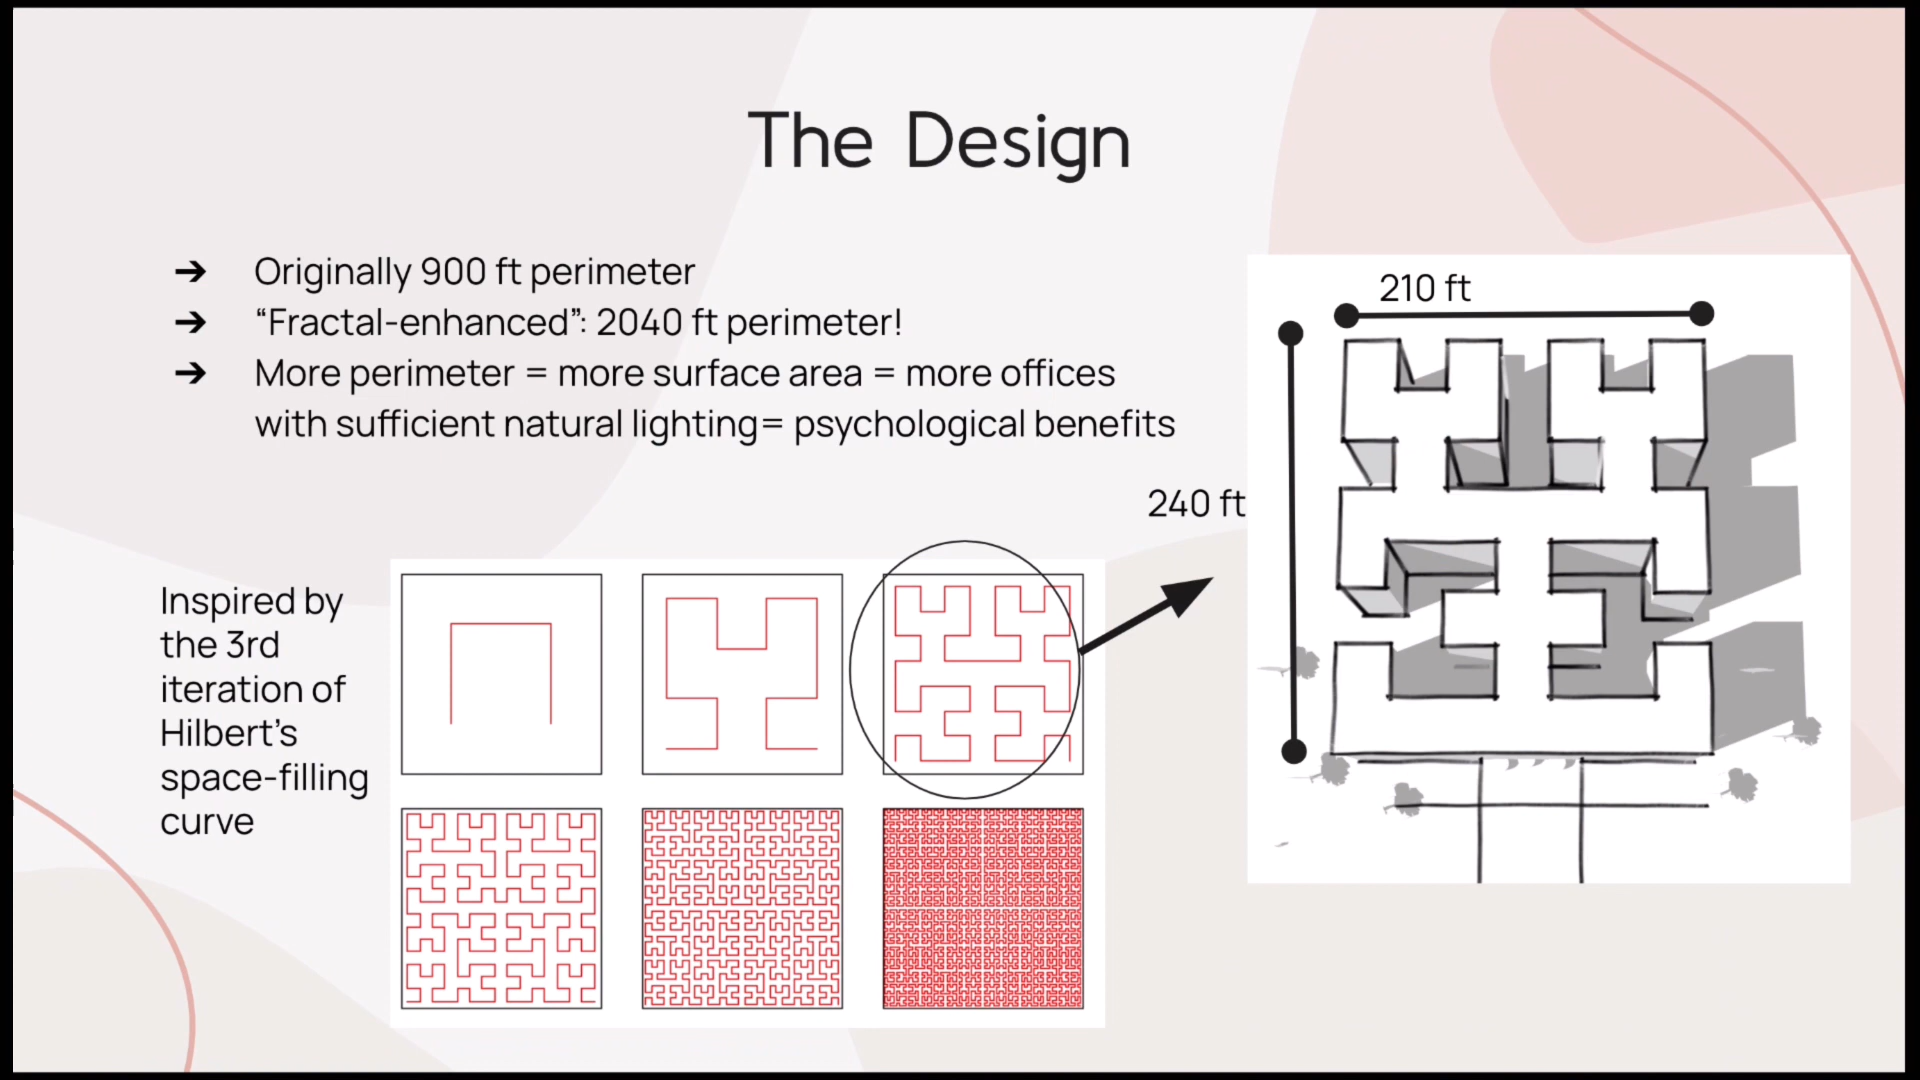 The Design
➔ Originally 900 ft perimeter
➔ “Fractal-enhanced”: 2040 ft perimeter!
➔ More perimeter = more surface area = more offices
with sufficient natural lighting= psychological benefits
210 ft
240 ft
Inspired by
the 3rd
iteration of
Hilbert’s
space-filling
curve